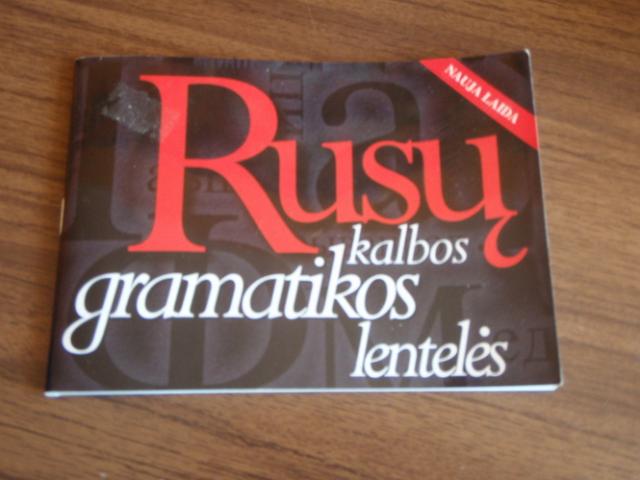 NAUJA LAIDA
Rusų
kalbos
gramatikos
lentelės